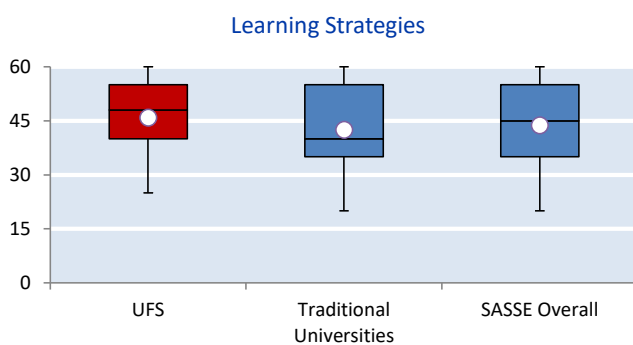 Learning Strategies
60
45
30
15
0
UFS
Traditional
Universities
SASSE Overall